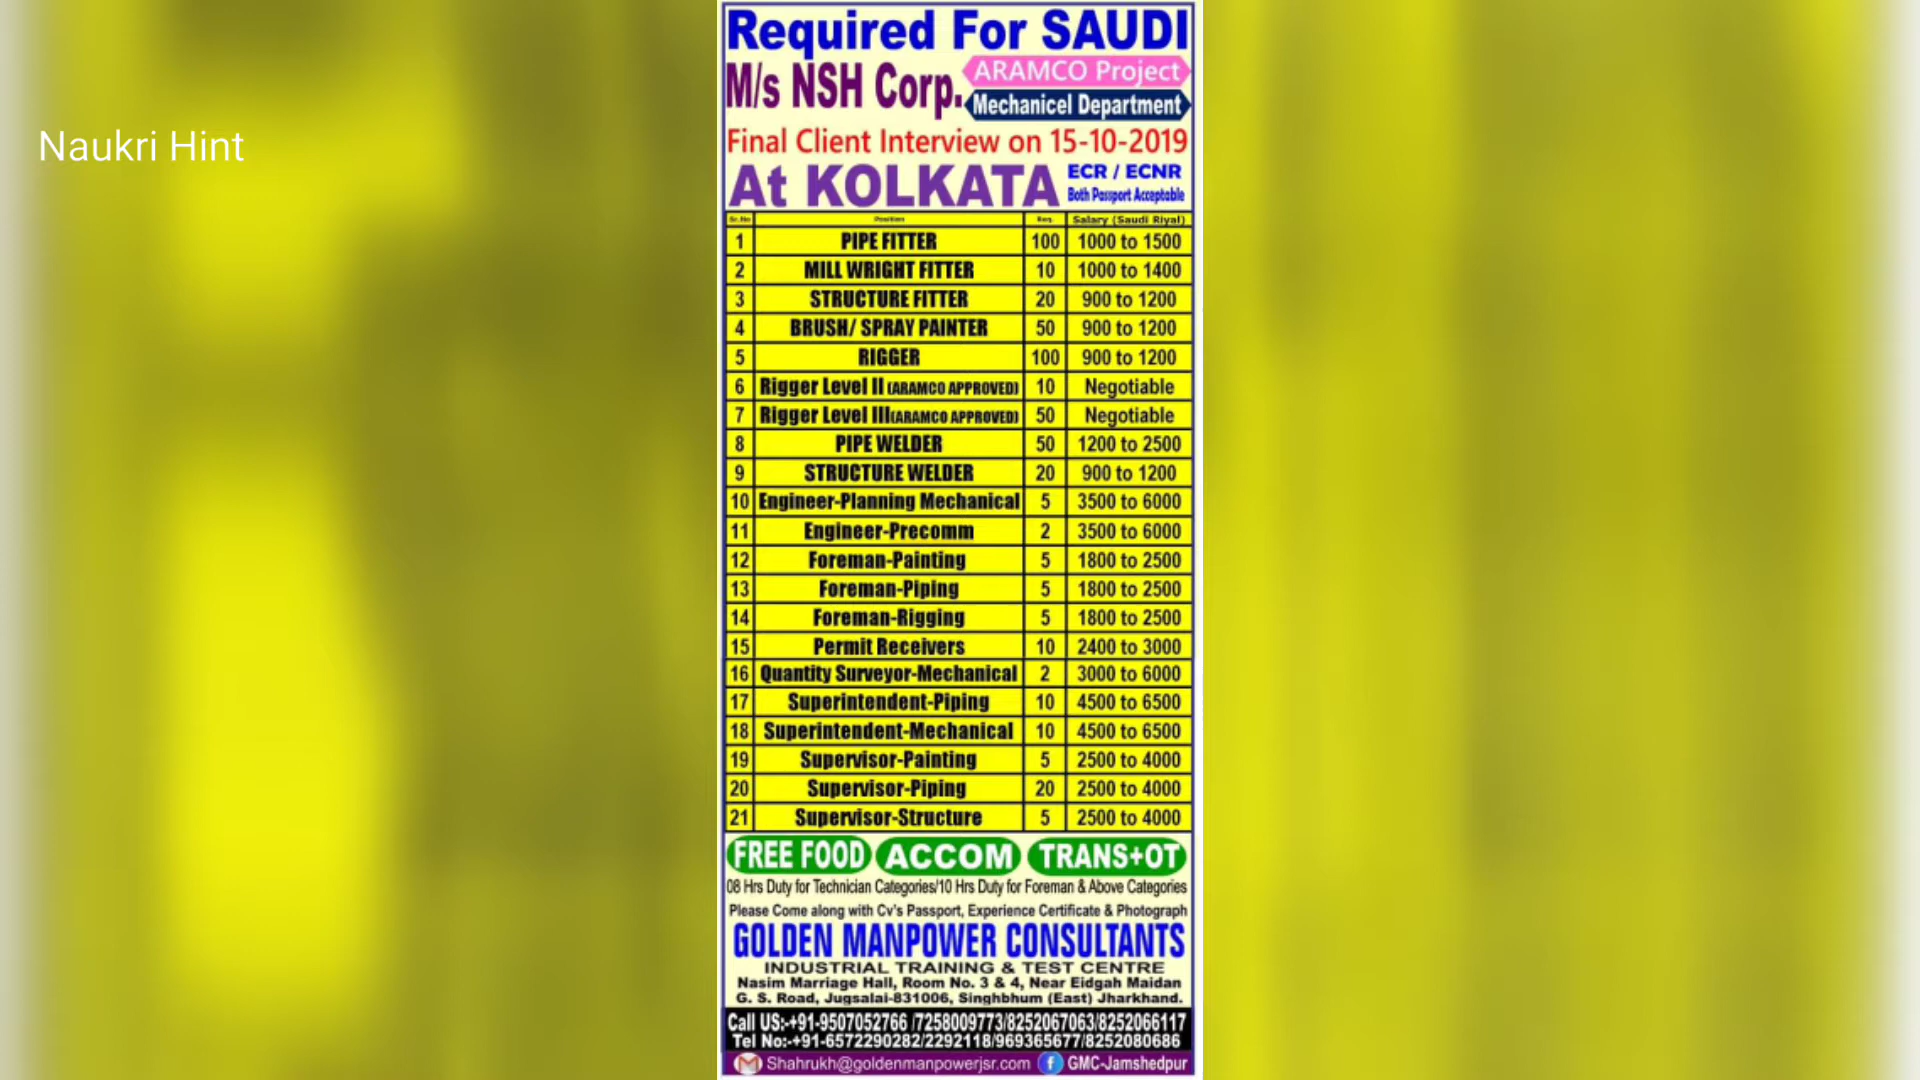 Naukri Hint
Required For SAUDI
M/s NSH Corp.
ARAMCO Project
Mechanicel Department
Final Client Interview on 15-10-2019
At KOLKATA
ECR / ECNR
Both Passport Acceptable
Sr.No Position Req. Salary (Saudi Riyal)
1 PIPE FITTER 100 1000 to 1500
2 MILL WRIGHT FITTER 10 1000 to 1400
3 STRUCTURE FITTER 20 900 to 1200
4 BRUSH/ SPRAY PAINTER 50 900 to 1200
5 RIGGER 100 900 to 1200
6 Rigger Level II (ARAMCO APPROVED) 10 Negotiable
7 Rigger Level III(ARAMCO APPROVED) 50 Negotiable
8 PIPE WELDER 50 1200 to 2500
9 STRUCTURE WELDER 20 900 to 1200
10 Engineer-Planning Mechanical 5 3500 to 6000
11 Engineer-Precomm 2 3500 to 6000
12 Foreman-Painting 5 1800 to 2500
13 Foreman-Piping 5 1800 to 2500
14 Foreman-Rigging 5 1800 to 2500
15 Permit Receivers 10 2400 to 3000
16 Quantity Surveyor-Mechanical 2 3000 to 6000
17 Superintendent-Piping 10 4500 to 6500
18 Superintendent-Mechanical 10 4500 to 6500
19 Supervisor-Painting 5 2500 to 4000
20 Supervisor-Piping 20 2500 to 4000
21 Supervisor-Structure 5 2500 to 4000
FREE FOOD ACCOM TRANS+OT
08 Hrs Duty for Technician Categories/10 Hrs Duty for Foreman & Above Categories
Please Come along with Cv's Passport, Experience Certificate & Photograph
GOLDEN MANPOWER CONSULTANTS
INDUSTRIAL TRAINING & TEST CENTRE
Nasim Marriage Hall, Room No. 3 & 4, Near Eidgah Maidan
G. S. Road, Jugsalai-831006, Singhbhum (East) Jharkhand.
Call US:-+91-9507052766 /7258009773/8252067063/8252066117
Tel No:-+91-6572290282/2292118/969365677/8252080686
Shahrukh@goldenmanpowerjsr.com GMC-Jamshedpur